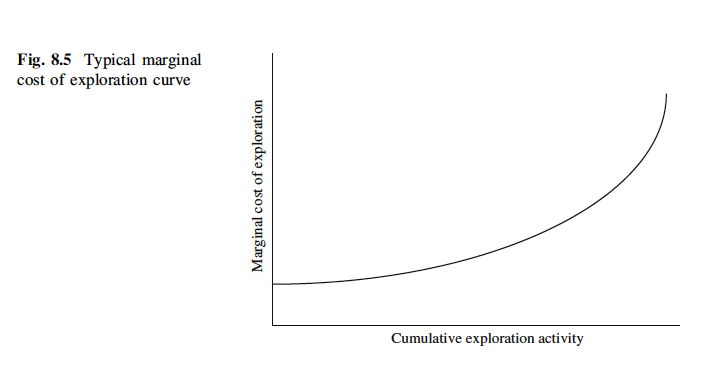 Fig. 8.5 Typical marginal
cost of exploration curve
Marginal cost of exploration
Cumulative exploration activity